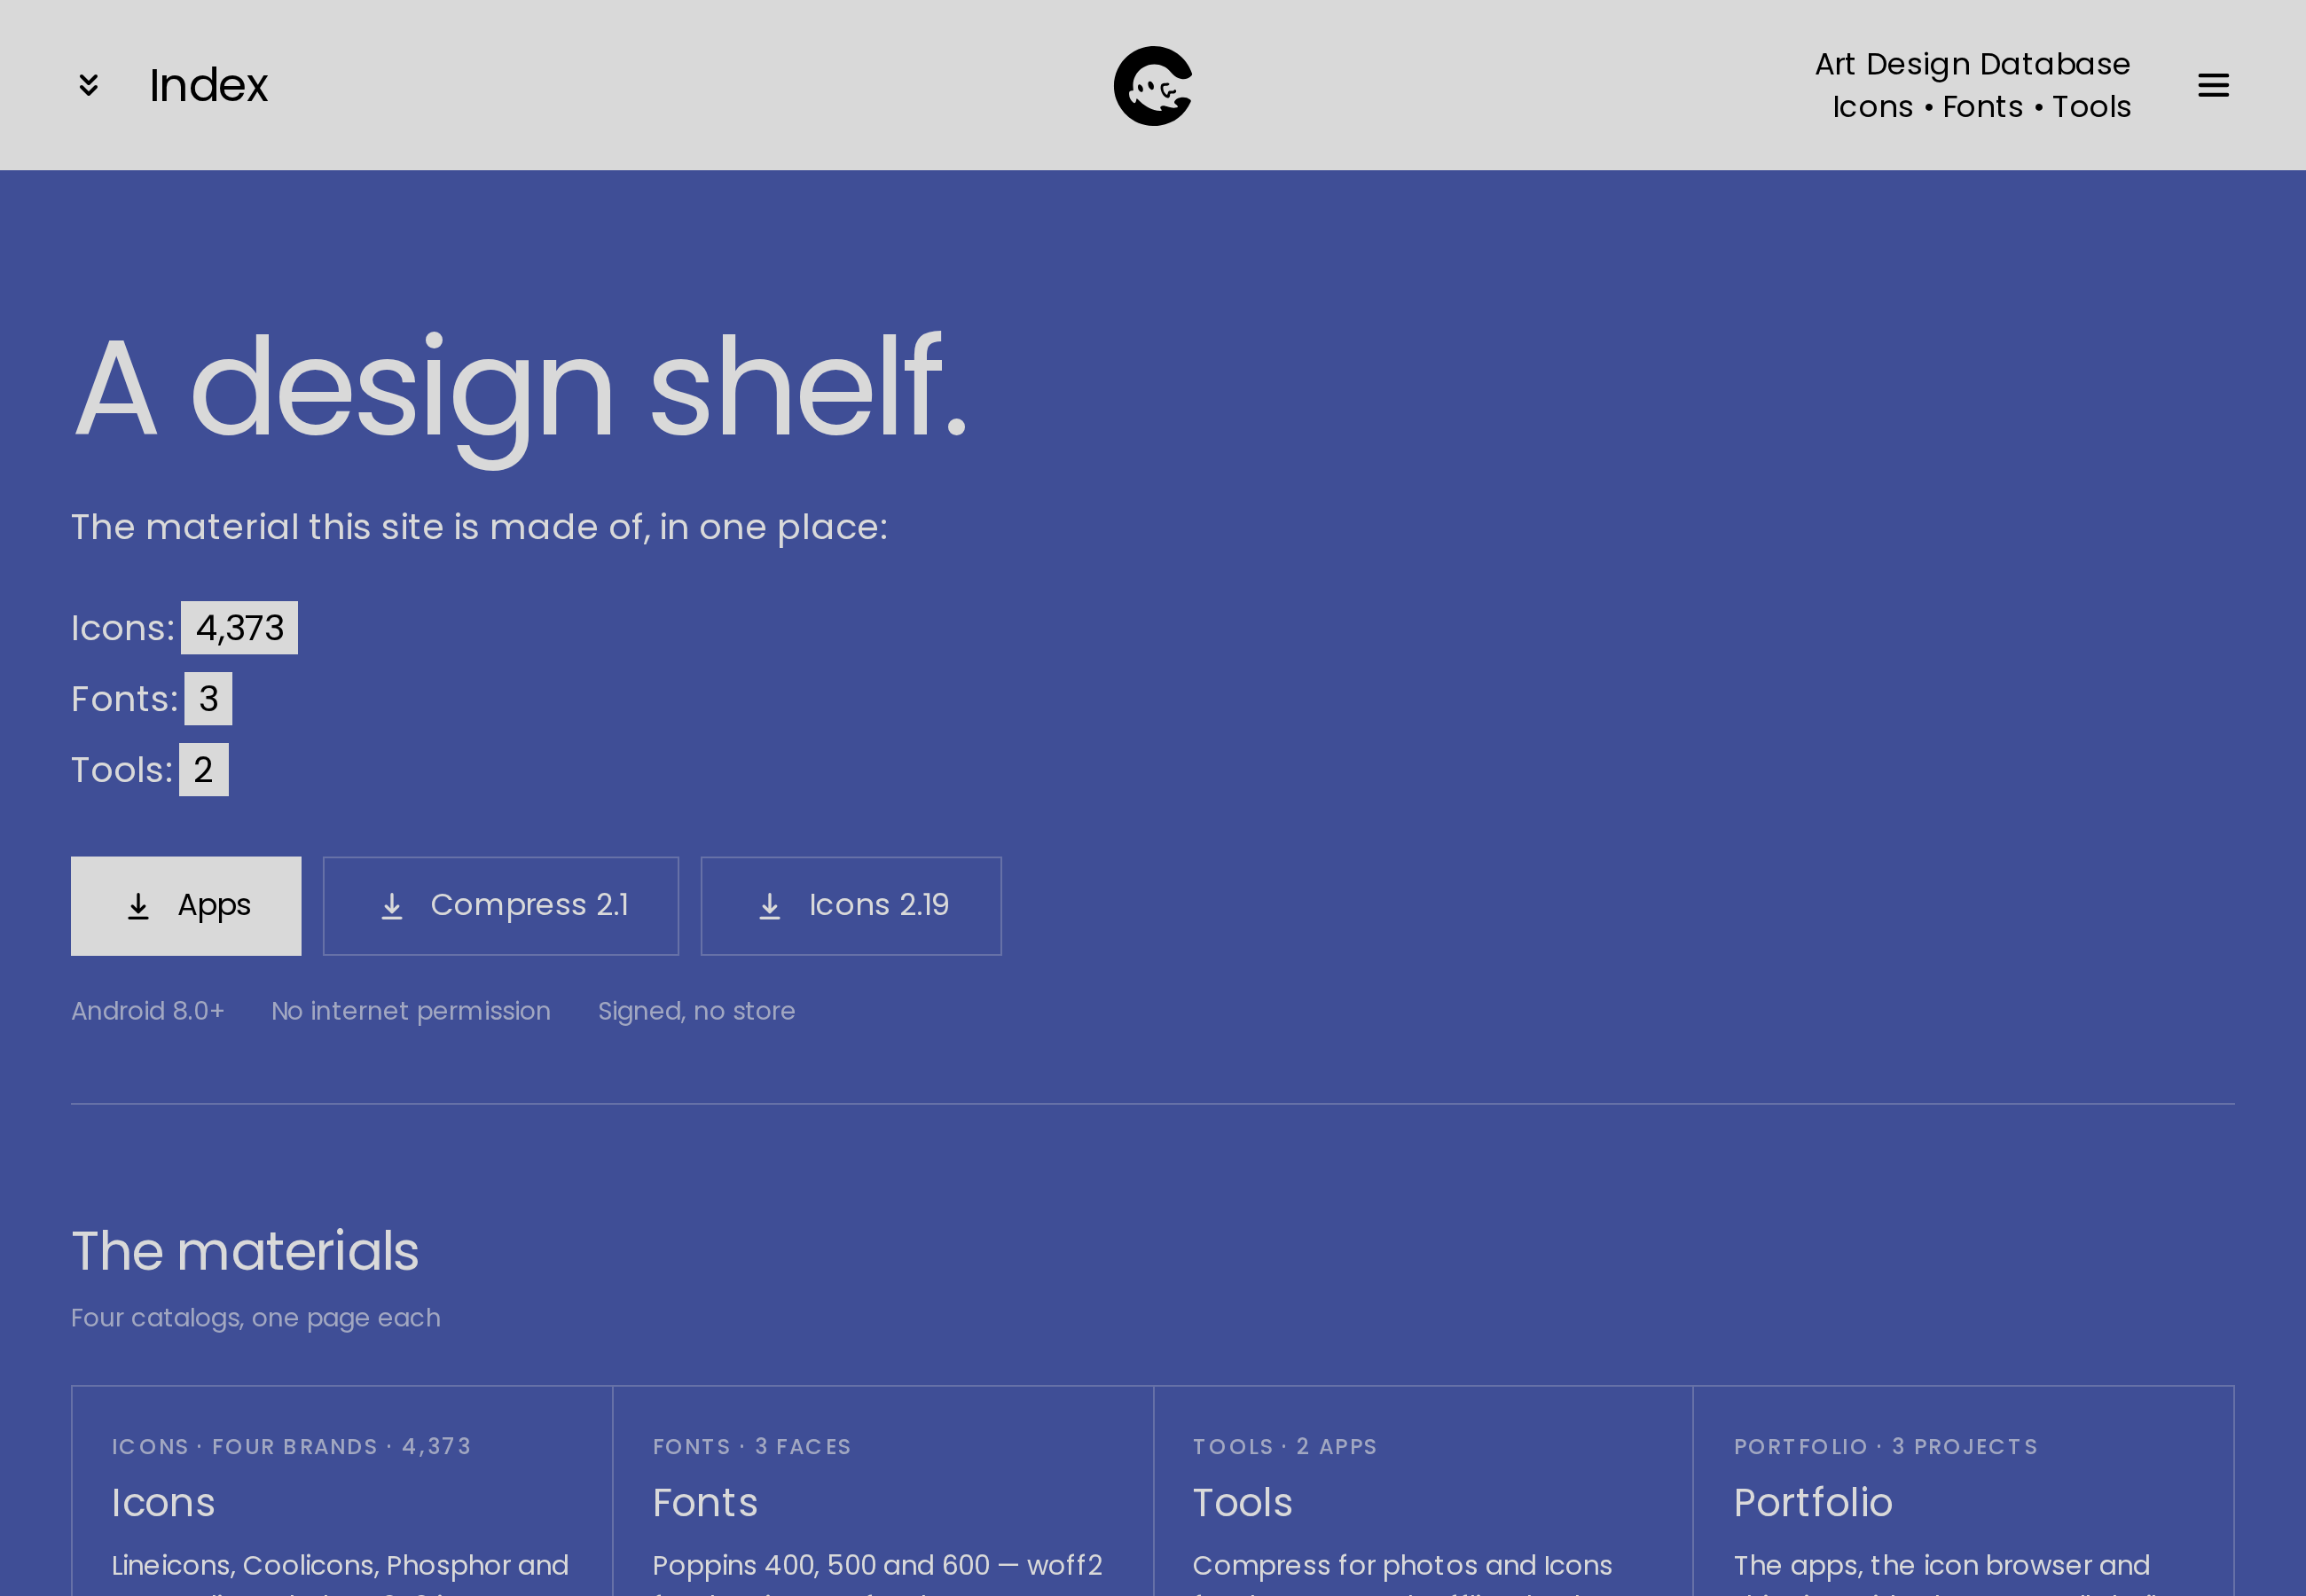 Index
Art Design Database
Icons • Fonts • Tools
A design shelf.
The material this site is made of, in one place:
Icons: 4,373
Fonts: 3
Tools: 2
Apps
Compress 2.1
Icons 2.19
Android 8.0+
No internet permission
Signed, no store
The materials
Four catalogs, one page each
ICONS · FOUR BRANDS · 4,373
Icons
Lineicons, Coolicons, Phosphor and
FONTS · 3 FACES
Fonts
Poppins 400, 500 and 600 — woff2
TOOLS · 2 APPS
Tools
Compress for photos and Icons
PORTFOLIO · 3 PROJECTS
Portfolio
The apps, the icon browser and